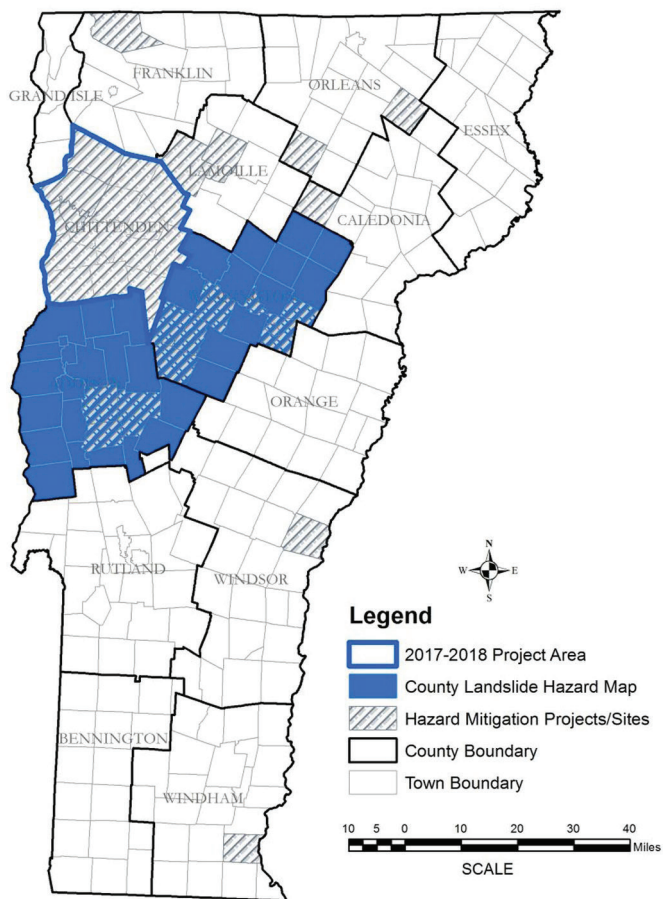 FRANKLIN
ORLEANS
GRAND ISLE
ESSEX
LAMOILLE
CHITTENDEN
CALEDONIA
WASHINGTON
ADDISON
ORANGE
RUTLAND
WINDSOR
BENNINGTON
WINDHAM
N
W E
S
Legend
2017-2018 Project Area
County Landslide Hazard Map
Hazard Mitigation Projects/Sites
County Boundary
Town Boundary
10 5 0 10 20 30 40
Miles
SCALE